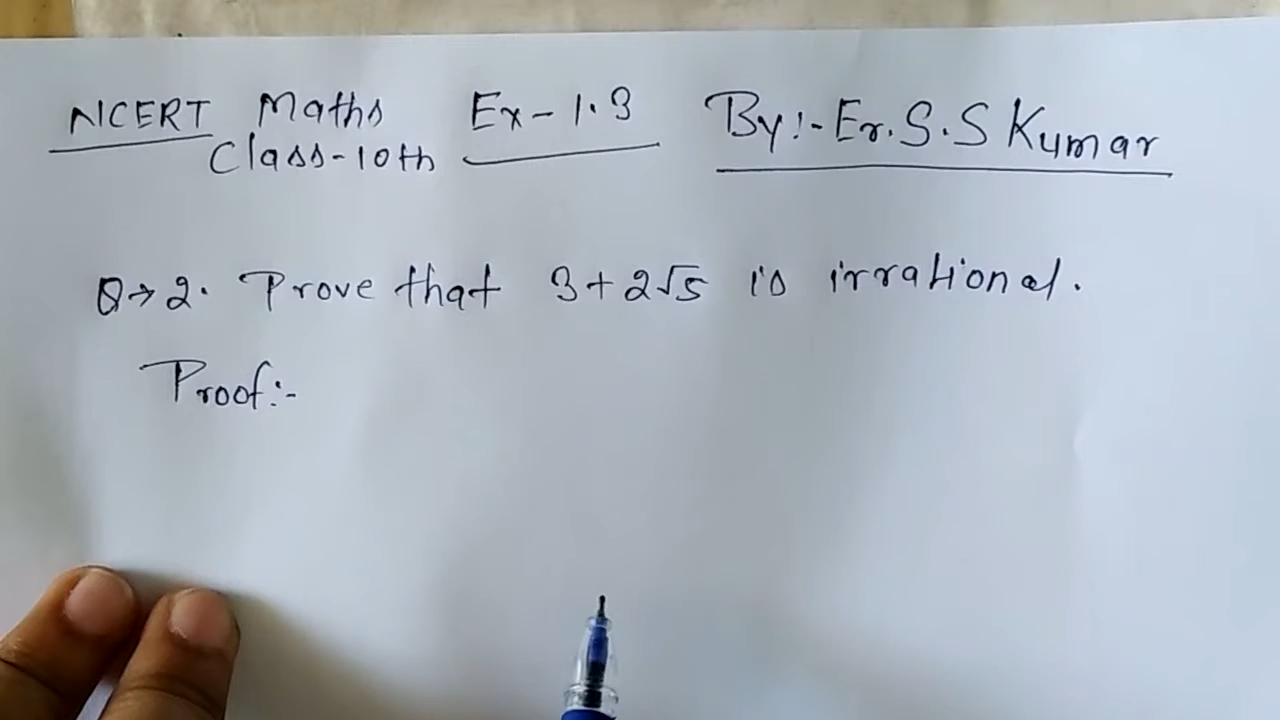 NCERT Maths Ex-1.3 By:-Er.S.S Kumar
Class-10th
Q→2. Prove that 3+2√5 is irrational.
Proof:-